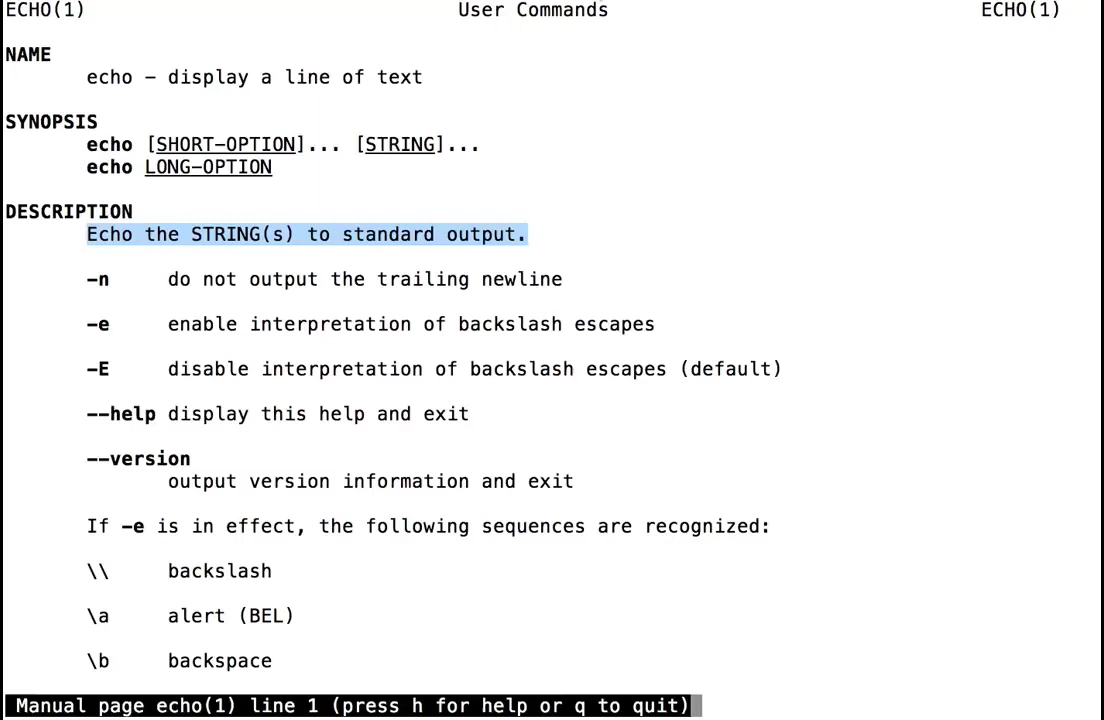 ECHO(1) User Commands ECHO(1)
NAME
echo - display a line of text
SYNOPSIS
echo [SHORT-OPTION]... [STRING]...
echo LONG-OPTION
DESCRIPTION
Echo the STRING(s) to standard output.
-n do not output the trailing newline
-e enable interpretation of backslash escapes
-E disable interpretation of backslash escapes (default)
--help display this help and exit
--version
output version information and exit
If -e is in effect, the following sequences are recognized:
\\ backslash
\a alert (BEL)
\b backspace
Manual page echo(1) line 1 (press h for help or q to quit)